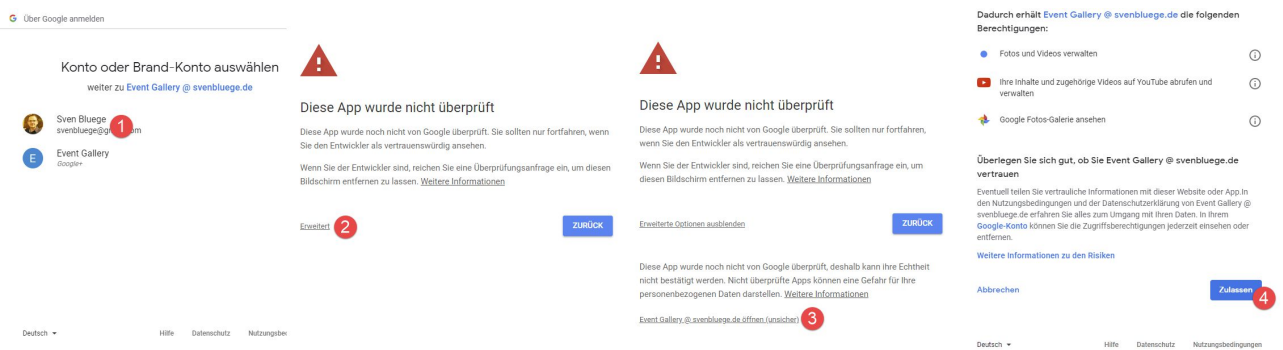 Über Google anmelden
Konto oder Brand-Konto auswählen
weiter zu Event Gallery @ svenbluege.de
Sven Bluege
1
Event Gallery
Google+
E
Deutsch
Hilfe
Datenschutz
Diese App wurde nicht überprüft
Diese App wurde noch nicht von Google überprüft. Sie sollten nur fortfahren, wenn
Sie den Entwickler als vertrauenswürdig ansehen.
Wenn Sie der Entwickler sind, reichen Sie eine Überprüfungsanfrage ein, um diesen
Bildschirm entfernen zu lassen. Weitere Informationen
Erweitert 2
ZURÜCK
Diese App wurde nicht überprüft
Diese App wurde noch nicht von Google überprüft. Sie sollten nur fortfahren,
wenn Sie den Entwickler als vertrauenswürdig ansehen.
Wenn Sie der Entwickler sind, reichen Sie eine Überprüfungsanfrage ein, um
diesen Bildschirm entfernen zu lassen. Weitere Informationen
Erweiterte Optionen ausblenden
ZURÜCK
Diese App wurde noch nicht von Google überprüft, deshalb kann ihre Echtheit
nicht bestätigt werden. Nicht überprüfte Apps können eine Gefahr für Ihre
personenbezogenen Daten darstellen. Weitere Informationen
Event Gallery @ svenbluege.de öffnen (unsicher) 3
Dadurch erhält Event Gallery @ svenbluege.de die folgenden
Berechtigungen:
Fotos und Videos verwalten
Ihre Inhalte und zugehörige Videos auf YouTube abrufen und
verwalten
Google Fotos-Galerie ansehen
Überlegen Sie sich gut, ob Sie Event Gallery @ svenbluege.de
vertrauen
Eventuell teilen Sie vertrauliche Informationen mit dieser Website oder App.In
den Nutzungsbedingungen und der Datenschutzerklärung von Event Gallery @
svenbluege.de erfahren Sie alles zum Umgang mit Ihren Daten. In Ihrem
Google-Konto können Sie die Zugriffsberechtigungen jederzeit einsehen oder
entfernen.
Weitere Informationen zu den Risiken
Abbrechen
Zulassen 4
Deutsch
Hilfe
Datenschutz
Nutzungsbedingungen